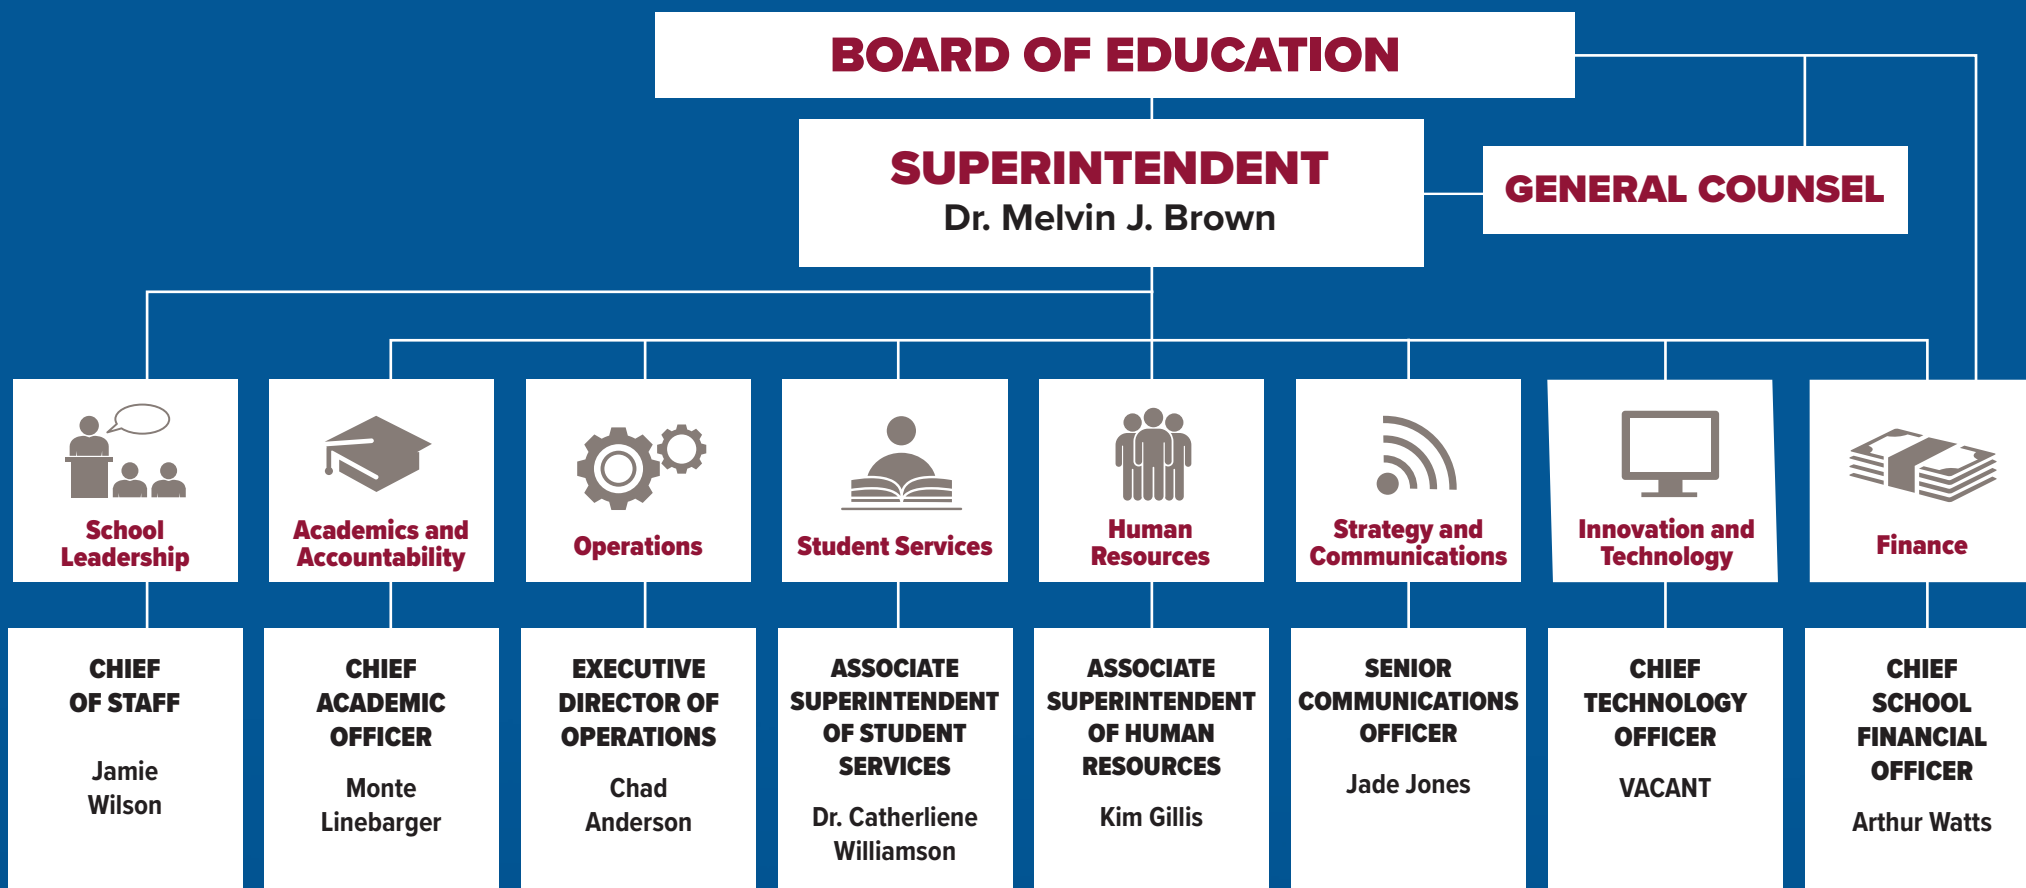 BOARD OF EDUCATION
SUPERINTENDENT
Dr. Melvin J. Brown
GENERAL COUNSEL
School
Leadership
Academics and
Accountability
Operations
Student Services
Human
Resources
Strategy and
Communications
Innovation and
Technology
Finance
CHIEF
OF STAFF
Jamie
Wilson
CHIEF
ACADEMIC
OFFICER
Monte
Linebarger
EXECUTIVE
DIRECTOR OF
OPERATIONS
Chad
Anderson
ASSOCIATE
SUPERINTENDENT
OF STUDENT
SERVICES
Dr. Catherliene
Williamson
ASSOCIATE
SUPERINTENDENT
OF HUMAN
RESOURCES
Kim Gillis
SENIOR
COMMUNICATIONS
OFFICER
Jade Jones
CHIEF
TECHNOLOGY
OFFICER
VACANT
CHIEF
SCHOOL
FINANCIAL
OFFICER
Arthur Watts